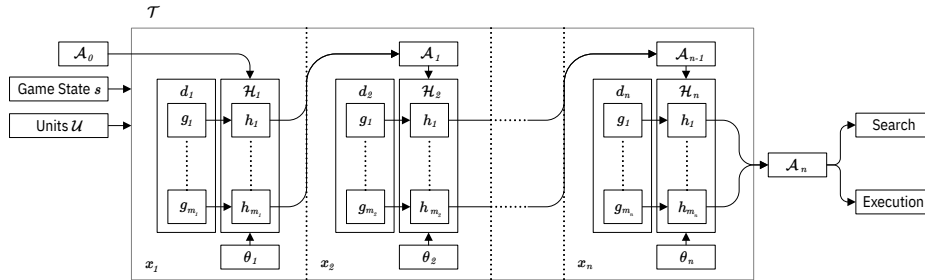 𝒯
𝒜₀
𝒜₁
𝒜ₙ₋₁
Game State s
d₁
ℋ₁
d₂
ℋ₂
dₙ
ℋₙ
Units 𝒰
g₁
h₁
g₁
h₁
g₁
h₁
Search
𝒜ₙ
g_{m₁}
h_{m₁}
g_{m₂}
h_{m₂}
g_{mₙ}
h_{mₙ}
Execution
x₁
θ₁
x₂
θ₂
xₙ
θₙ